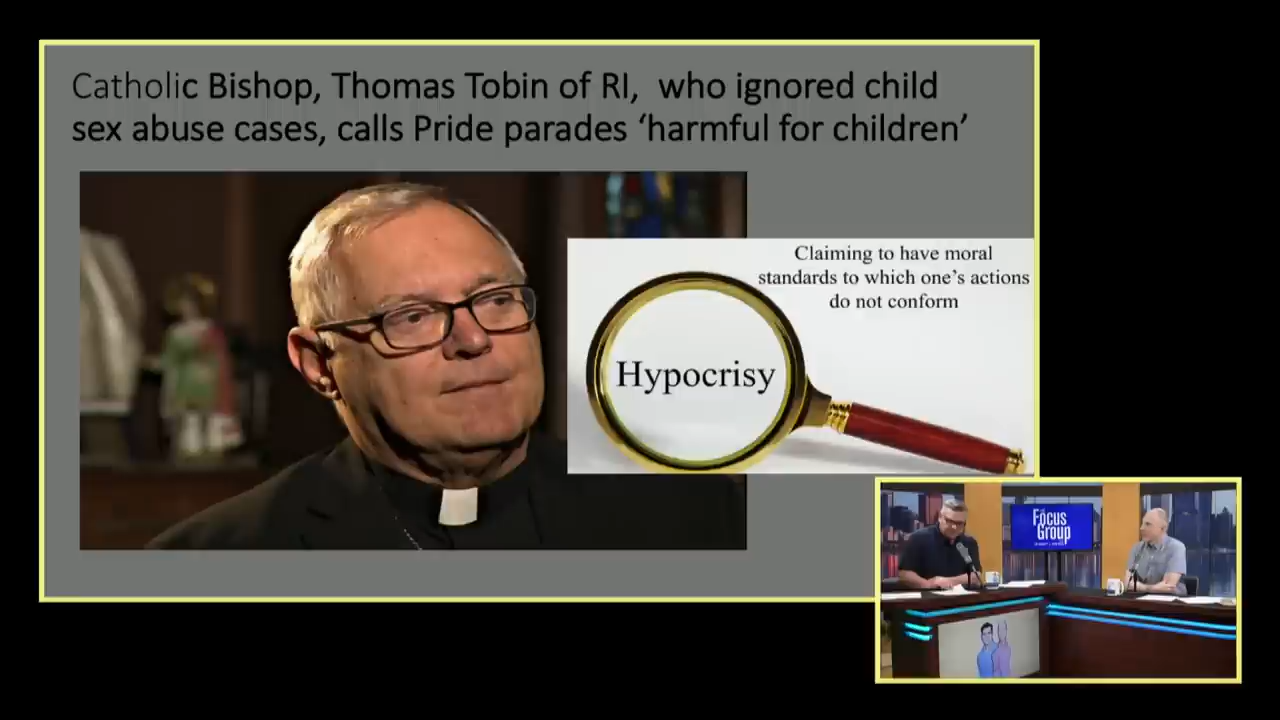 Catholic Bishop, Thomas Tobin of RI, who ignored child
sex abuse cases, calls Pride parades ‘harmful for children’
Claiming to have moral
standards to which one’s actions
do not conform
Hypocrisy
Focus
Group